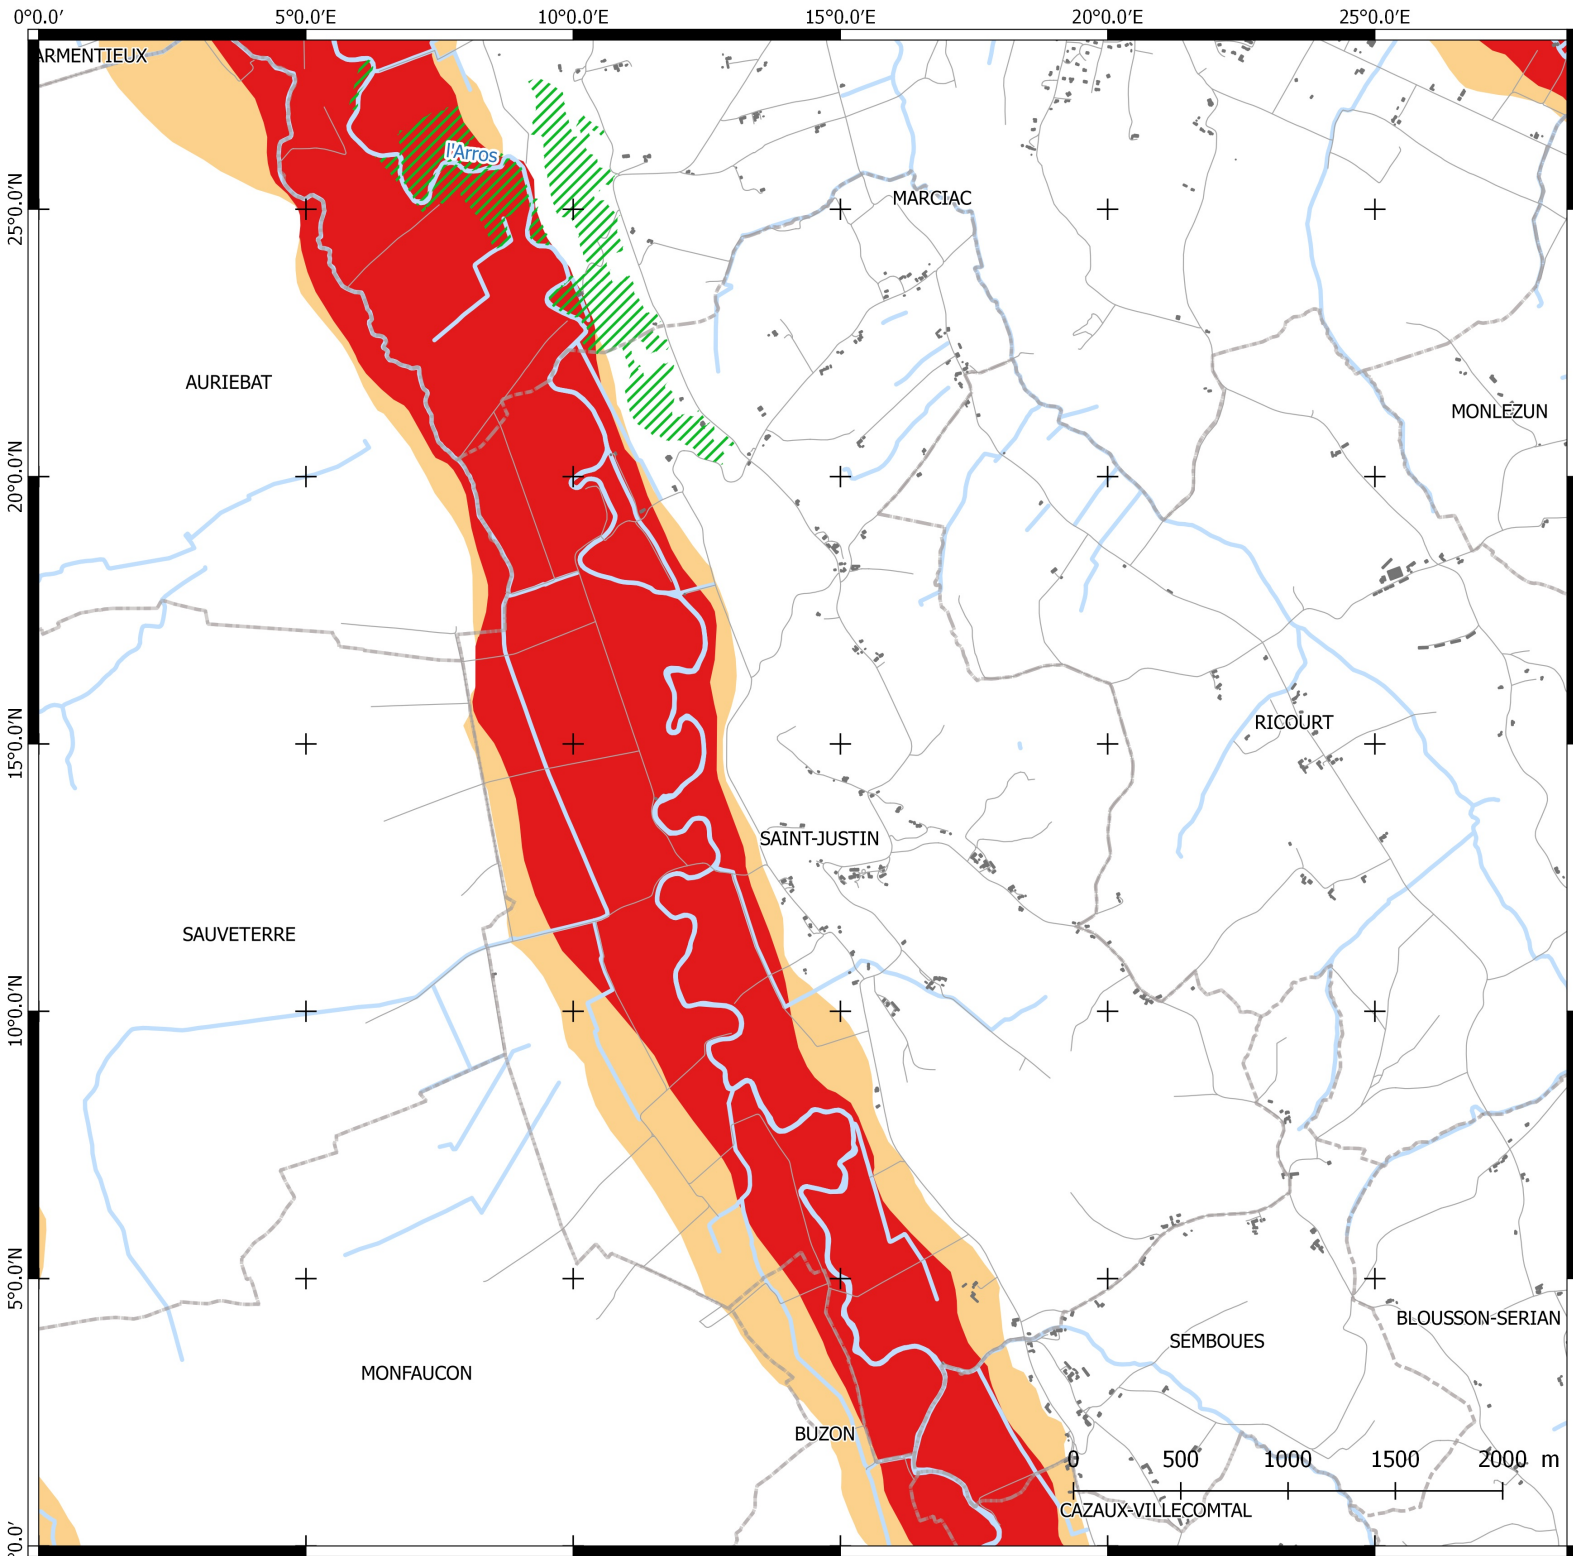 0°0.0′ 5°0.0′E 10°0.0′E 15°0.0′E 20°0.0′E 25°0.0′E
ARMENTIEUX
l'Arros
25°0.0′N
MARCIAC
AURIEBAT
MONLEZUN
20°0.0′N
15°0.0′N
RICOURT
SAINT-JUSTIN
SAUVETERRE
10°0.0′N
5°0.0′N
BLOUSSON-SERIAN
SEMBOUES
MONFAUCON
BUZON
0 500 1000 1500 2000 m
CAZAUX-VILLECOMTAL
°0.0′